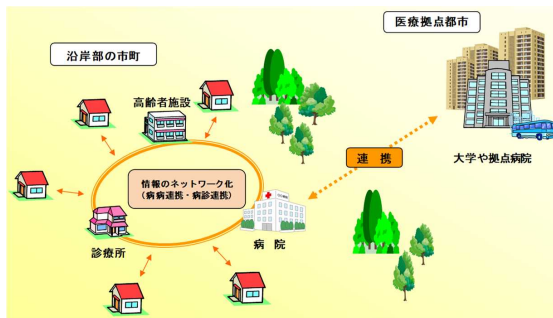 医療拠点都市
沿岸部の市町
高齢者施設
連 携
大学や拠点病院
情報のネットワーク化
（病病連携・病診連携）
病 院
診療所